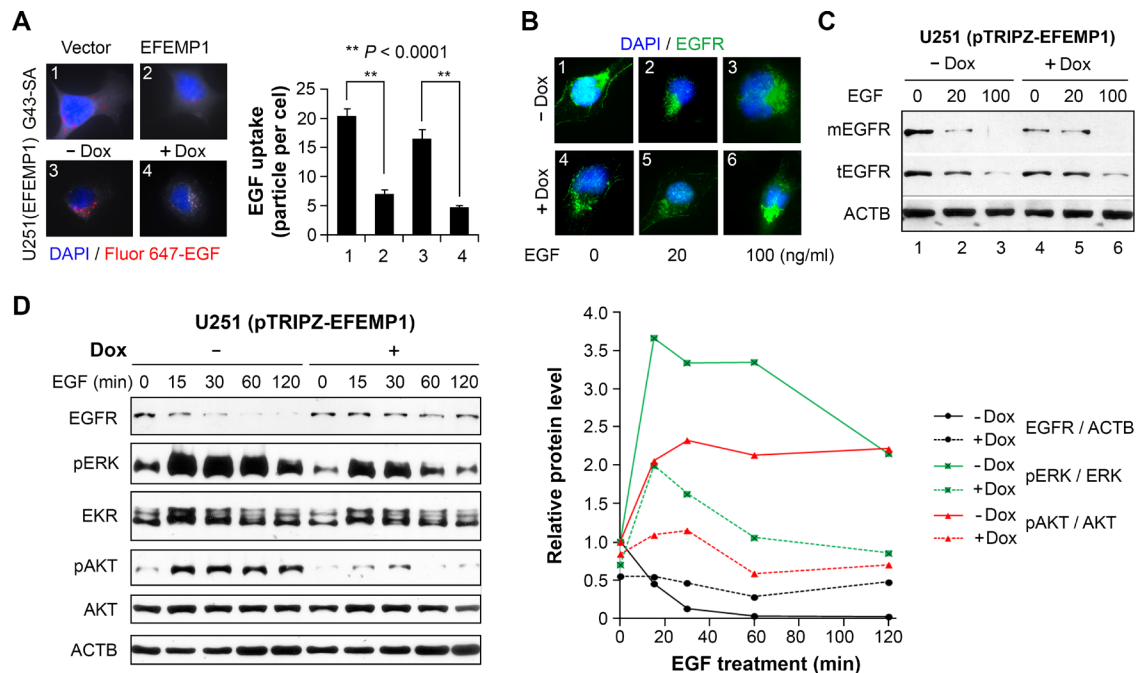 A
Vector EFEMP1
1 2
G43-SA
− Dox + Dox
3 4
U251(EFEMP1)
DAPI / Fluor 647-EGF
** P < 0.0001
** **
EGF uptake
(particle per cell)
25
20
15
10
5
0
1 2 3 4
B
DAPI / EGFR
− Dox
1 2 3
+ Dox
4 5 6
EGF 0 20 100 (ng/ml)
C
U251 (pTRIPZ-EFEMP1)
− Dox + Dox
EGF 0 20 100 0 20 100
mEGFR
tEGFR
ACTB
1 2 3 4 5 6
D
U251 (pTRIPZ-EFEMP1)
Dox − +
EGF (min) 0 15 30 60 120 0 15 30 60 120
EGFR
pERK
EKR
pAKT
AKT
ACTB
Relative protein level
4.0
3.5
3.0
2.5
2.0
1.5
1.0
0.5
0
0 20 40 60 80 100 120
EGF treatment (min)
− Dox
+ Dox
EGFR / ACTB
− Dox
+ Dox
pERK / ERK
− Dox
+ Dox
pAKT / AKT